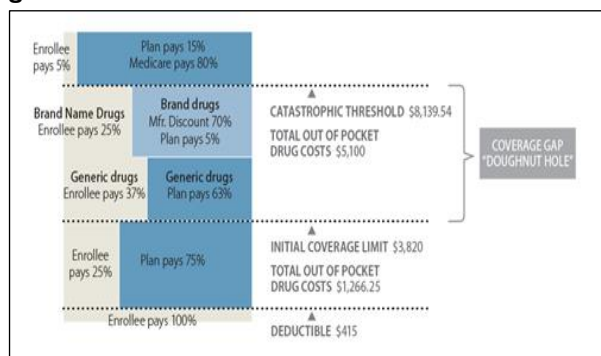 Enrollee
pays 5%
Plan pays 15%
Medicare pays 80%
Brand Name Drugs
Enrollee pays 25%
Brand drugs
Mfr. Discount 70%
Plan pays 5%
CATASTROPHIC THRESHOLD $8,139.54
TOTAL OUT OF POCKET
DRUG COSTS $5,100
COVERAGE GAP
"DOUGHNUT HOLE"
Generic drugs
Enrollee pays 37%
Generic drugs
Plan pays 63%
Enrollee
pays 25%
Plan pays 75%
INITIAL COVERAGE LIMIT $3,820
TOTAL OUT OF POCKET
DRUG COSTS $1,266.25
Enrollee pays 100%
DEDUCTIBLE $415